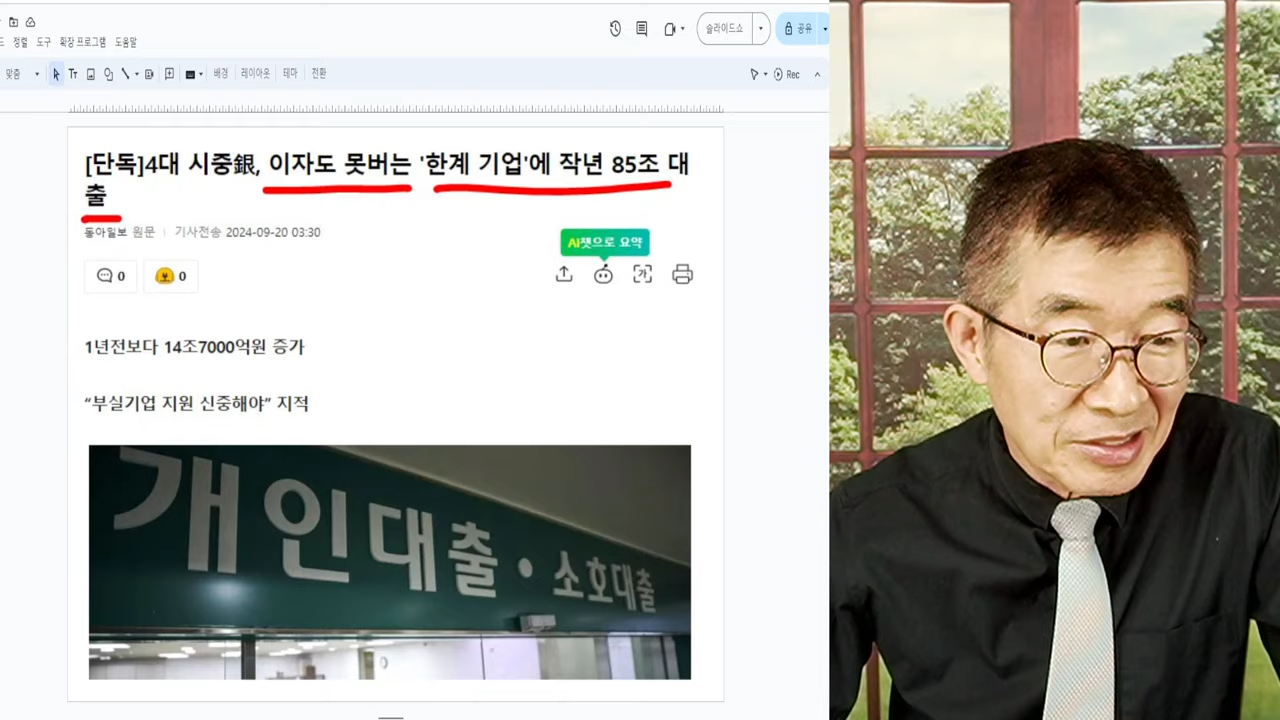 정렬 도구 확장 프로그램 도움말
슬라이드쇼
공유
맞춤
Tт
배경 레이아웃 테마 전환
Rec
[단독]4대 시중銀, 이자도 못버는 '한계 기업'에 작년 85조 대
출
동아일보 원문 기사전송 2024-09-20 03:30
AI챗으로 요약
0
0
가
1년전보다 14조7000억원 증가
“부실기업 지원 신중해야” 지적
개인대출 • 소호대출